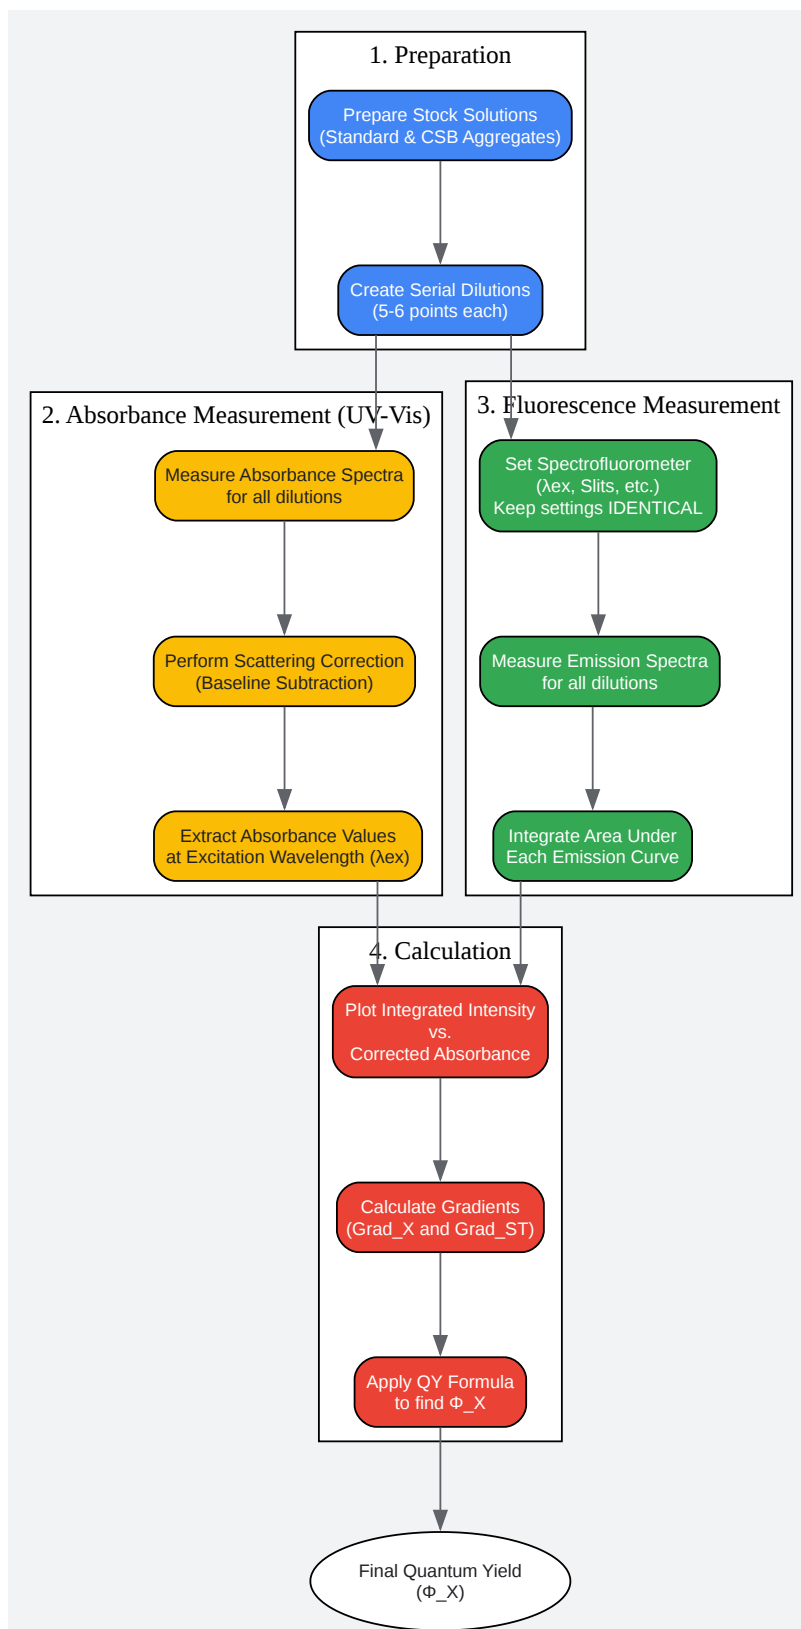 1. Preparation
Prepare Stock Solutions
(Standard & CSB Aggregates)
Create Serial Dilutions
(5-6 points each)
2. Absorbance Measurement (UV-Vis)
Measure Absorbance Spectra
for all dilutions
Perform Scattering Correction
(Baseline Subtraction)
Extract Absorbance Values
at Excitation Wavelength (λex)
3. Fluorescence Measurement
Set Spectrofluorometer
(λex, Slits, etc.)
Keep settings IDENTICAL
Measure Emission Spectra
for all dilutions
Integrate Area Under
Each Emission Curve
4. Calculation
Plot Integrated Intensity
vs.
Corrected Absorbance
Calculate Gradients
(Grad_X and Grad_ST)
Apply QY Formula
to find Φ_X
Final Quantum Yield
(Φ_X)